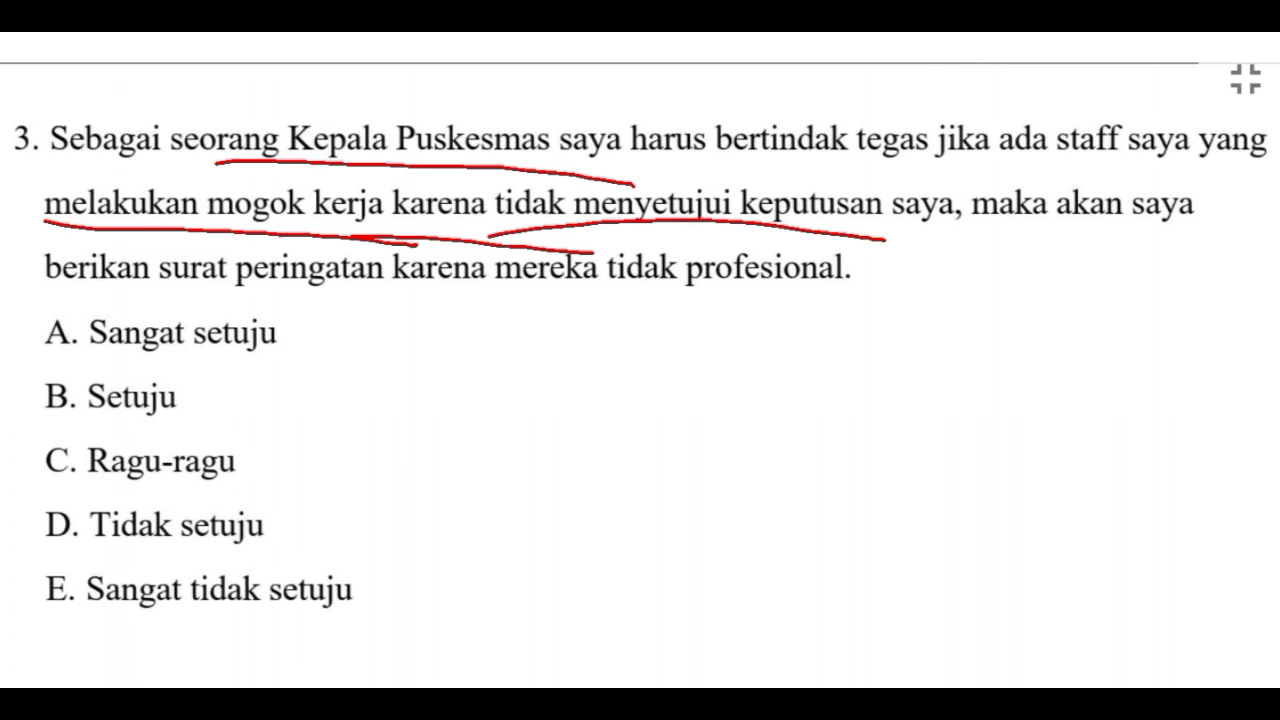 3. Sebagai seorang Kepala Puskesmas saya harus bertindak tegas jika ada staff saya yang
melakukan mogok kerja karena tidak menyetujui keputusan saya, maka akan saya
berikan surat peringatan karena mereka tidak profesional.
A. Sangat setuju
B. Setuju
C. Ragu-ragu
D. Tidak setuju
E. Sangat tidak setuju